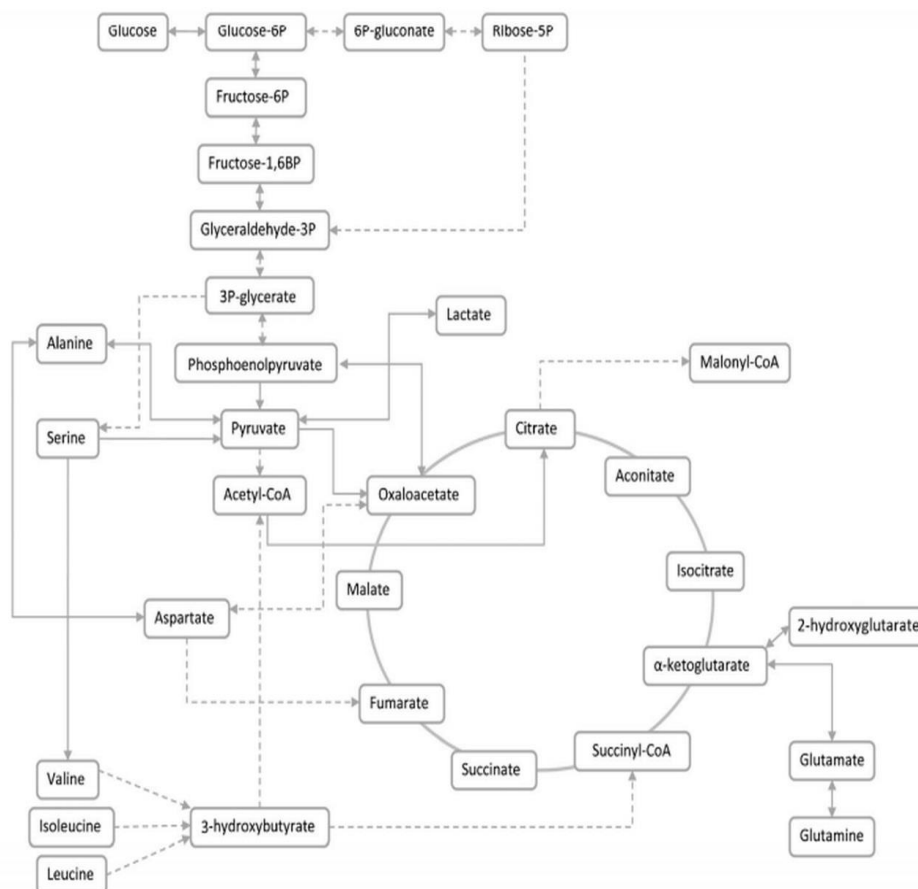 Glucose
Glucose-6P
6P-gluconate
Ribose-5P
Fructose-6P
Fructose-1,6BP
Glyceraldehyde-3P
3P-glycerate
Lactate
Alanine
Phosphoenolpyruvate
Malonyl-CoA
Serine
Pyruvate
Citrate
Aconitate
Acetyl-CoA
Oxaloacetate
Isocitrate
Malate
Aspartate
2-hydroxyglutarate
α-ketoglutarate
Fumarate
Succinyl-CoA
Succinate
Glutamate
Valine
Isoleucine
3-hydroxybutyrate
Glutamine
Leucine